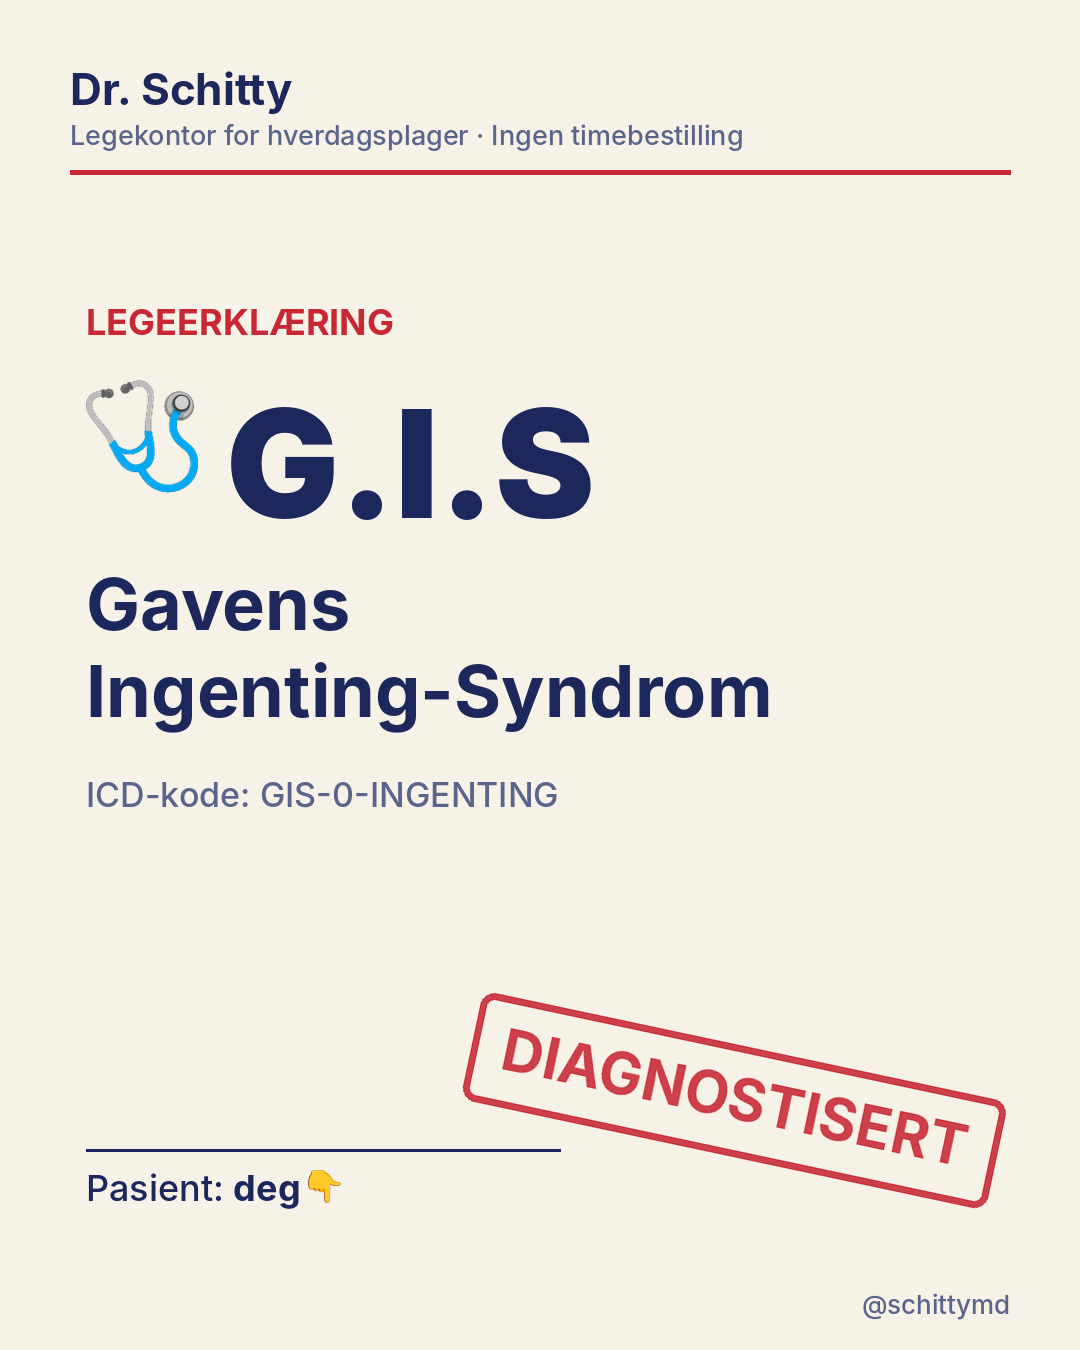 Dr. Schitty
Legekontor for hverdagsplager · Ingen timebestilling
LEGEERKLÆRING
G.I.S
Gavens
Ingenting-Syndrom
ICD-kode: GIS-0-INGENTING
DIAGNOSTISERT
Pasient: deg👇
@schittymd